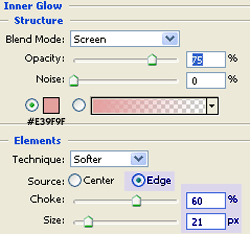 Inner Glow
Structure
Blend Mode: Screen
Opacity: 75 %
Noise: 0 %
#E39F9F
Elements
Technique: Softer
Source: Center Edge
Choke: 60 %
Size: 21 px